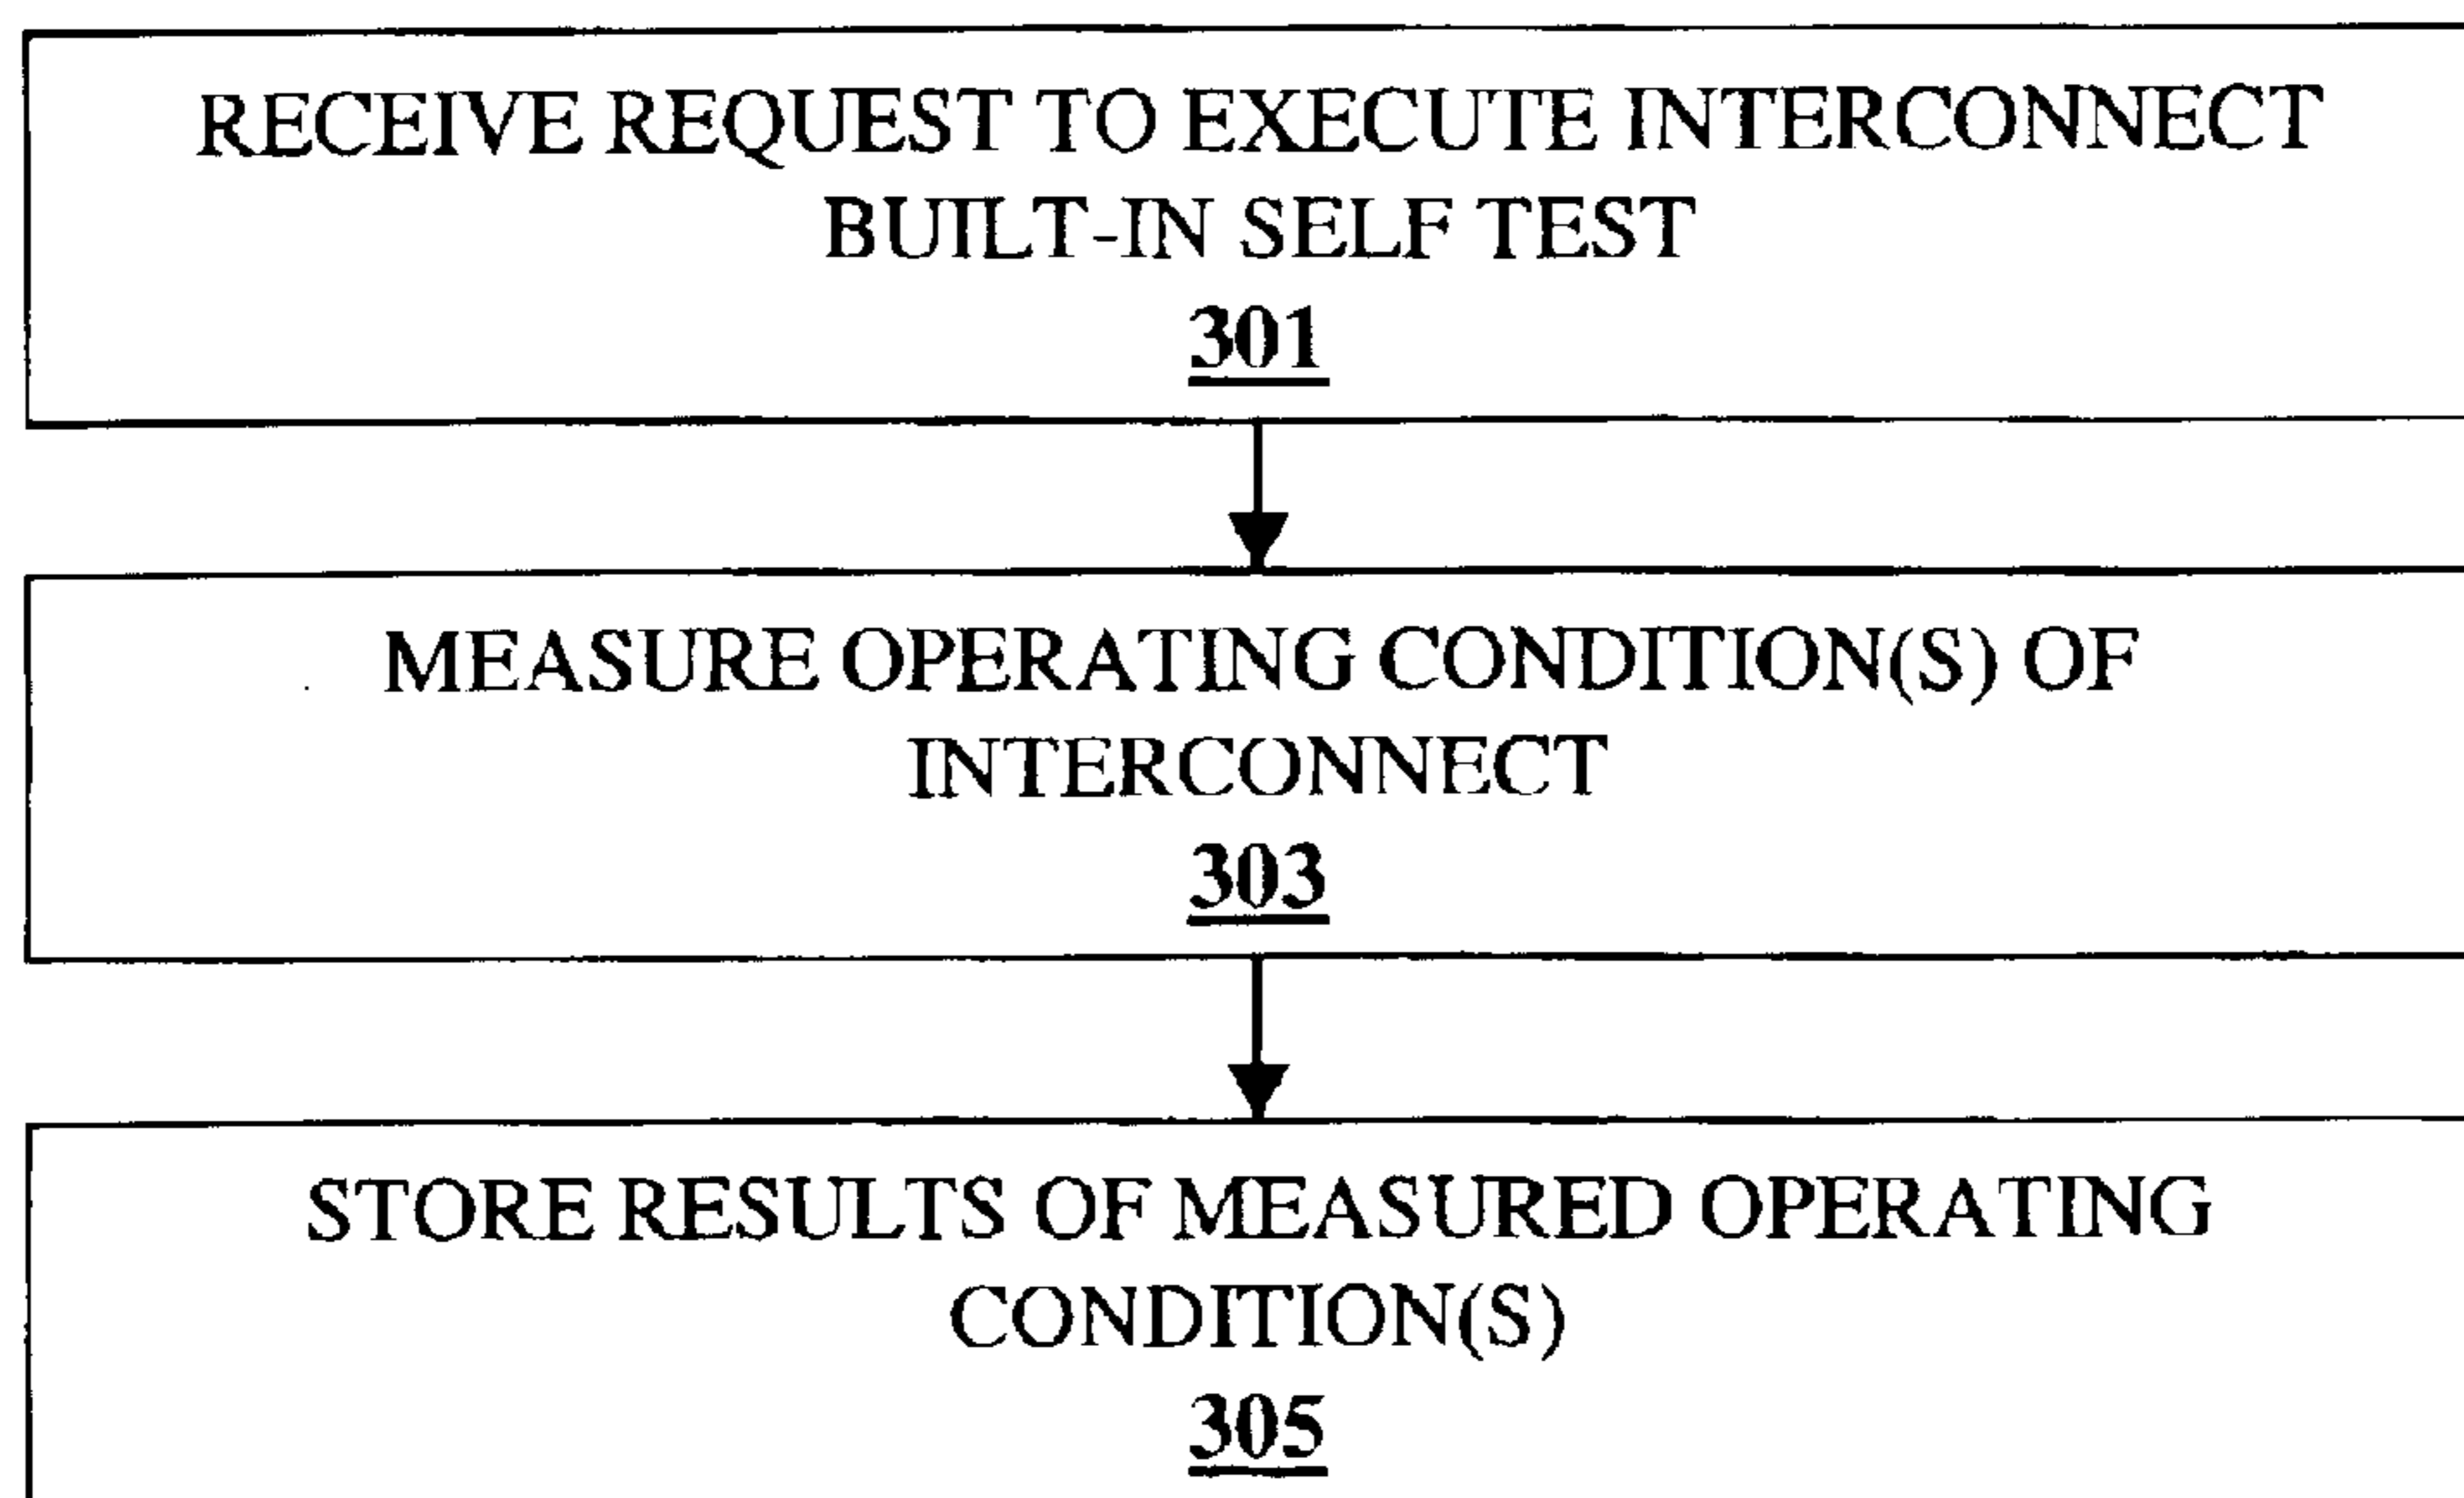 RECEIVE REQUEST TO EXECUTE INTERCONNECT
BUILT-IN SELF TEST
301
MEASURE OPERATING CONDITION(S) OF
INTERCONNECT
303
STORE RESULTS OF MEASURED OPERATING
CONDITION(S)
305